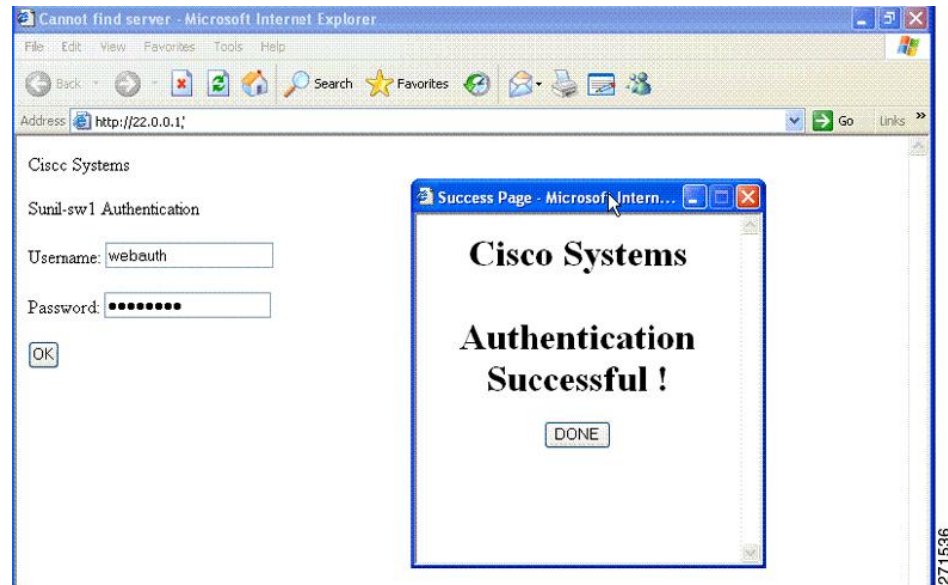 Cannot find server - Microsoft Internet Explorer
File Edit View Favorites Tools Help
Back Search Favorites
Address http://22.0.0.1; Go Links »
Cisco Systems
Sunil-sw1 Authentication
Username: webauth
Password: ●●●●●●●●
OK
Success Page - Microsoft Intern...
Cisco Systems
Authentication
Successful !
DONE
271536